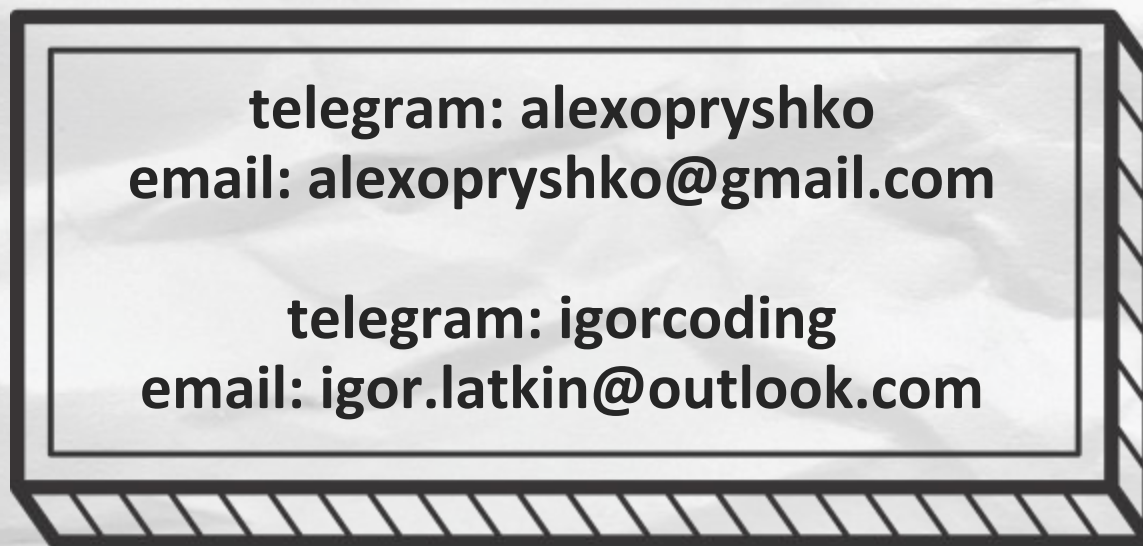 telegram: alexopryshko
email: alexopryshko@gmail.com
telegram: igorcoding
email: igor.latkin@outlook.com